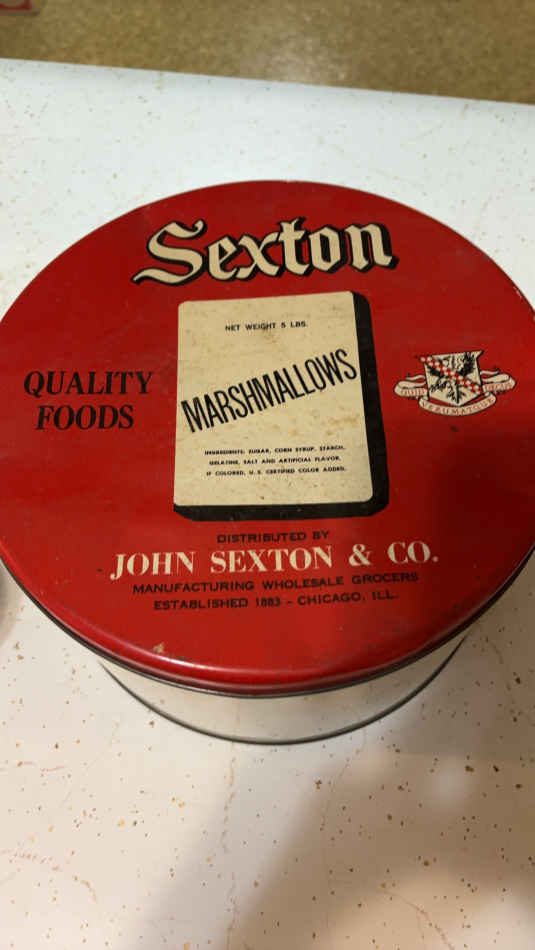 Sexton
NET WEIGHT 5 LBS.
MARSHMALLOWS
INGREDIENTS: SUGAR, CORN SYRUP, STARCH,
GELATINE, SALT AND ARTIFICIAL FLAVOR.
IF COLORED, U.S. CERTIFIED COLOR ADDED.
QUALITY
FOODS
DISTRIBUTED BY
JOHN SEXTON & CO.
MANUFACTURING WHOLESALE GROCERS
ESTABLISHED 1883 - CHICAGO, ILL.